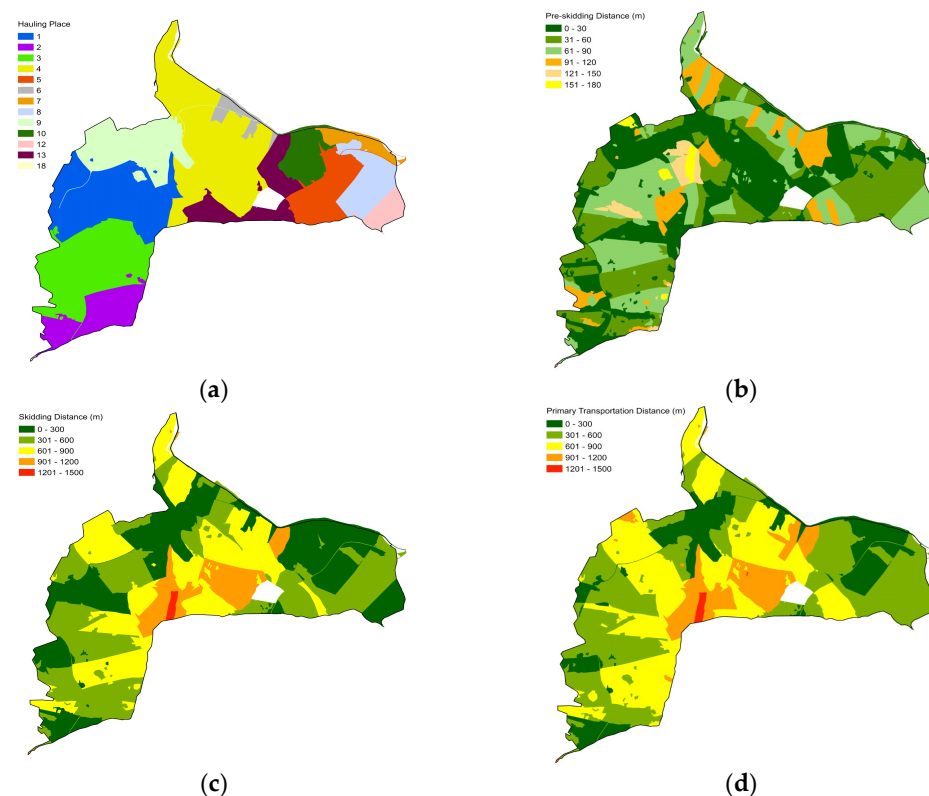 Hauling Place
1
2
3
4
5
6
7
8
9
10
12
13
18
(a)
Pre-skidding Distance (m)
0 - 30
31 - 60
61 - 90
91 - 120
121 - 150
151 - 180
(b)
Skidding Distance (m)
0 - 300
301 - 600
601 - 900
901 - 1200
1201 - 1500
(c)
Primary Transportation Distance (m)
0 - 300
301 - 600
601 - 900
901 - 1200
1201 - 1500
(d)